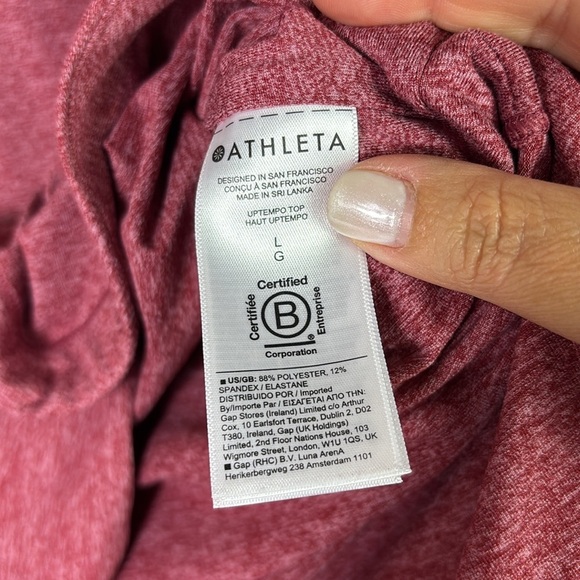 ATHLETA
DESIGNED IN SAN FRANCISCO
CONÇU À SAN FRANCISCO
MADE IN SRI LANKA
UPTEMPO TOP
HAUT UPTEMPO
L
G
Certified
Certifiée
B
Entreprise
®
Corporation
■ US/GB: 88% POLYESTER, 12%
SPANDEX / ELASTANE
DISTRIBUIDO POR / Imported
By/Importe Par / ΕΙΣΑΓΕΤΑΙ ΑΠΟ ΤΗΝ:
Gap Stores (Ireland) Limited c/o Arthur
Cox, 10 Earlsfort Terrace, Dublin 2, D02
T380, Ireland, Gap (UK Holdings)
Limited, 2nd Floor Nations House, 103
Wigmore Street, London, W1U 1QS, UK
■ Gap (RHC) B.V. Luna ArenA
Herikerbergweg 238 Amsterdam 1101